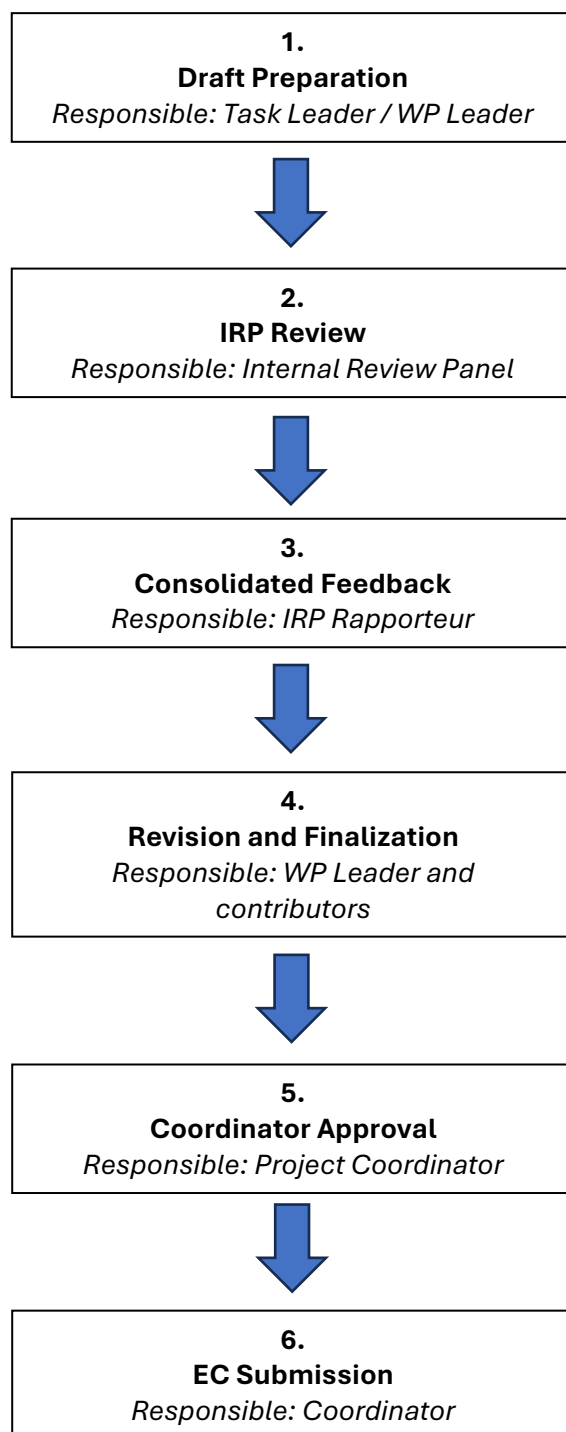 1.
Draft Preparation
Responsible: Task Leader / WP Leader
2.
IRP Review
Responsible: Internal Review Panel
3.
Consolidated Feedback
Responsible: IRP Rapporteur
4.
Revision and Finalization
Responsible: WP Leader and
contributors
5.
Coordinator Approval
Responsible: Project Coordinator
6.
EC Submission
Responsible: Coordinator